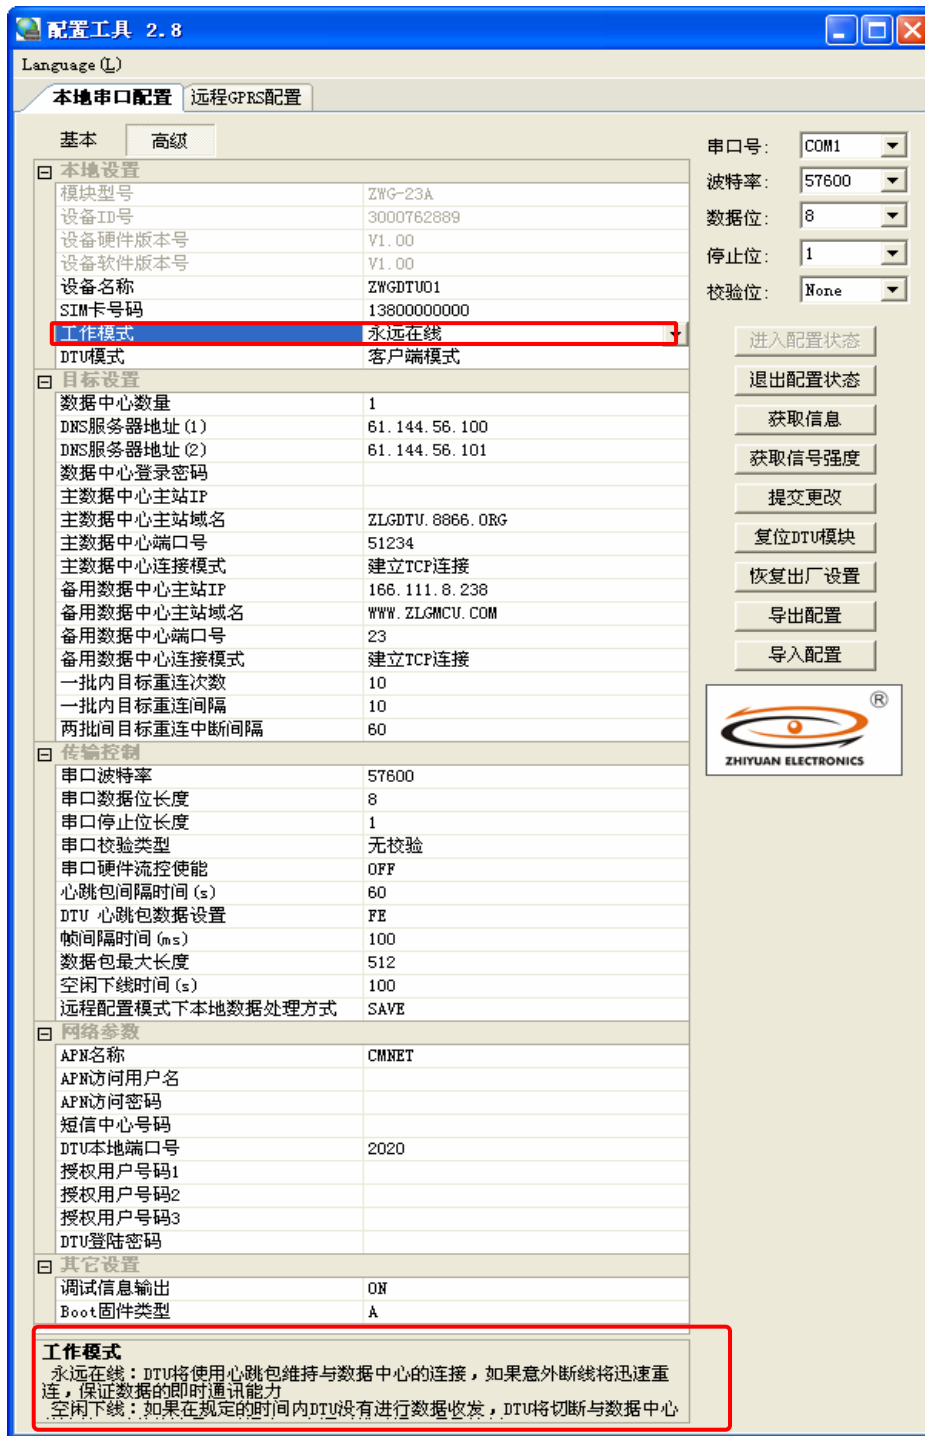 配置工具 2.8
Language(L)
本地串口配置 远程GPRS配置
基本 高级
串口号: COM1
波特率: 57600
数据位: 8
停止位: 1
校验位: None
进入配置状态
退出配置状态
获取信息
获取信号强度
提交更改
复位DTU模块
恢复出厂设置
导出配置
导入配置
®
ZHIYUAN ELECTRONICS
本地设置
模块型号 ZWG-23A
设备ID号 3000762889
设备硬件版本号 V1.00
设备软件版本号 V1.00
设备名称 ZWGDTU01
SIM卡号码 13800000000
工作模式 永远在线
DTU模式 客户端模式
目标设置
数据中心数量 1
DNS服务器地址(1) 61.144.56.100
DNS服务器地址(2) 61.144.56.101
数据中心登录密码
主数据中心主站IP
主数据中心主站域名 ZLGDTU.8866.ORG
主数据中心端口号 51234
主数据中心连接模式 建立TCP连接
备用数据中心主站IP 166.111.8.238
备用数据中心主站域名 WWW.ZLGMCU.COM
备用数据中心端口号 23
备用数据中心连接模式 建立TCP连接
一批内目标重连次数 10
一批内目标重连间隔 10
两批间目标重连中断间隔 60
传输控制
串口波特率 57600
串口数据位长度 8
串口停止位长度 1
串口校验类型 无校验
串口硬件流控使能 OFF
心跳包间隔时间(s) 60
DTU 心跳包数据设置 FE
帧间隔时间(ms) 100
数据包最大长度 512
空闲下线时间(s) 100
远程配置模式下本地数据处理方式 SAVE
网络参数
APN名称 CMNET
APN访问用户名
APN访问密码
短信中心号码
DTU本地端口号 2020
授权用户号码1
授权用户号码2
授权用户号码3
DTU登陆密码
其它设置
调试信息输出 ON
Boot固件类型 A
工作模式
永远在线：DTU将使用心跳包维持与数据中心的连接，如果意外断线将迅速重
连，保证数据的即时通讯能力
空闲下线：如果在规定的时间内DTU没有进行数据收发，DTU将切断与数据中心